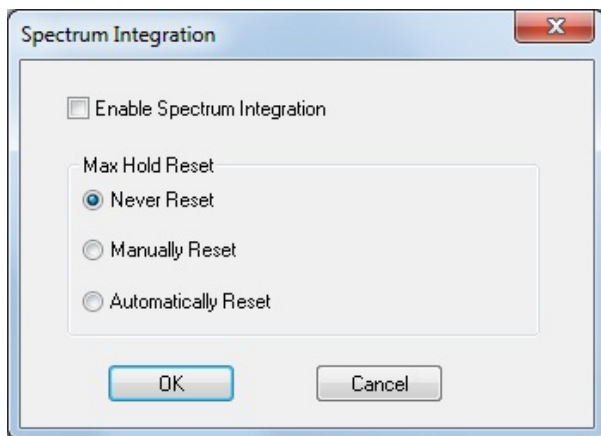 Spectrum Integration
Enable Spectrum Integration
Max Hold Reset
Never Reset
Manually Reset
Automatically Reset
OK
Cancel